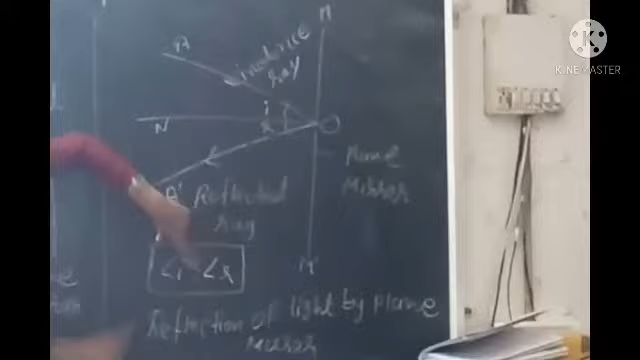 M
A
incidence
ray
i
N
r
O
Plane
Mirror
A' Reflected
ray
∠i = ∠r
M'
Reflection of light by Plane
Mirror
KINEMASTER